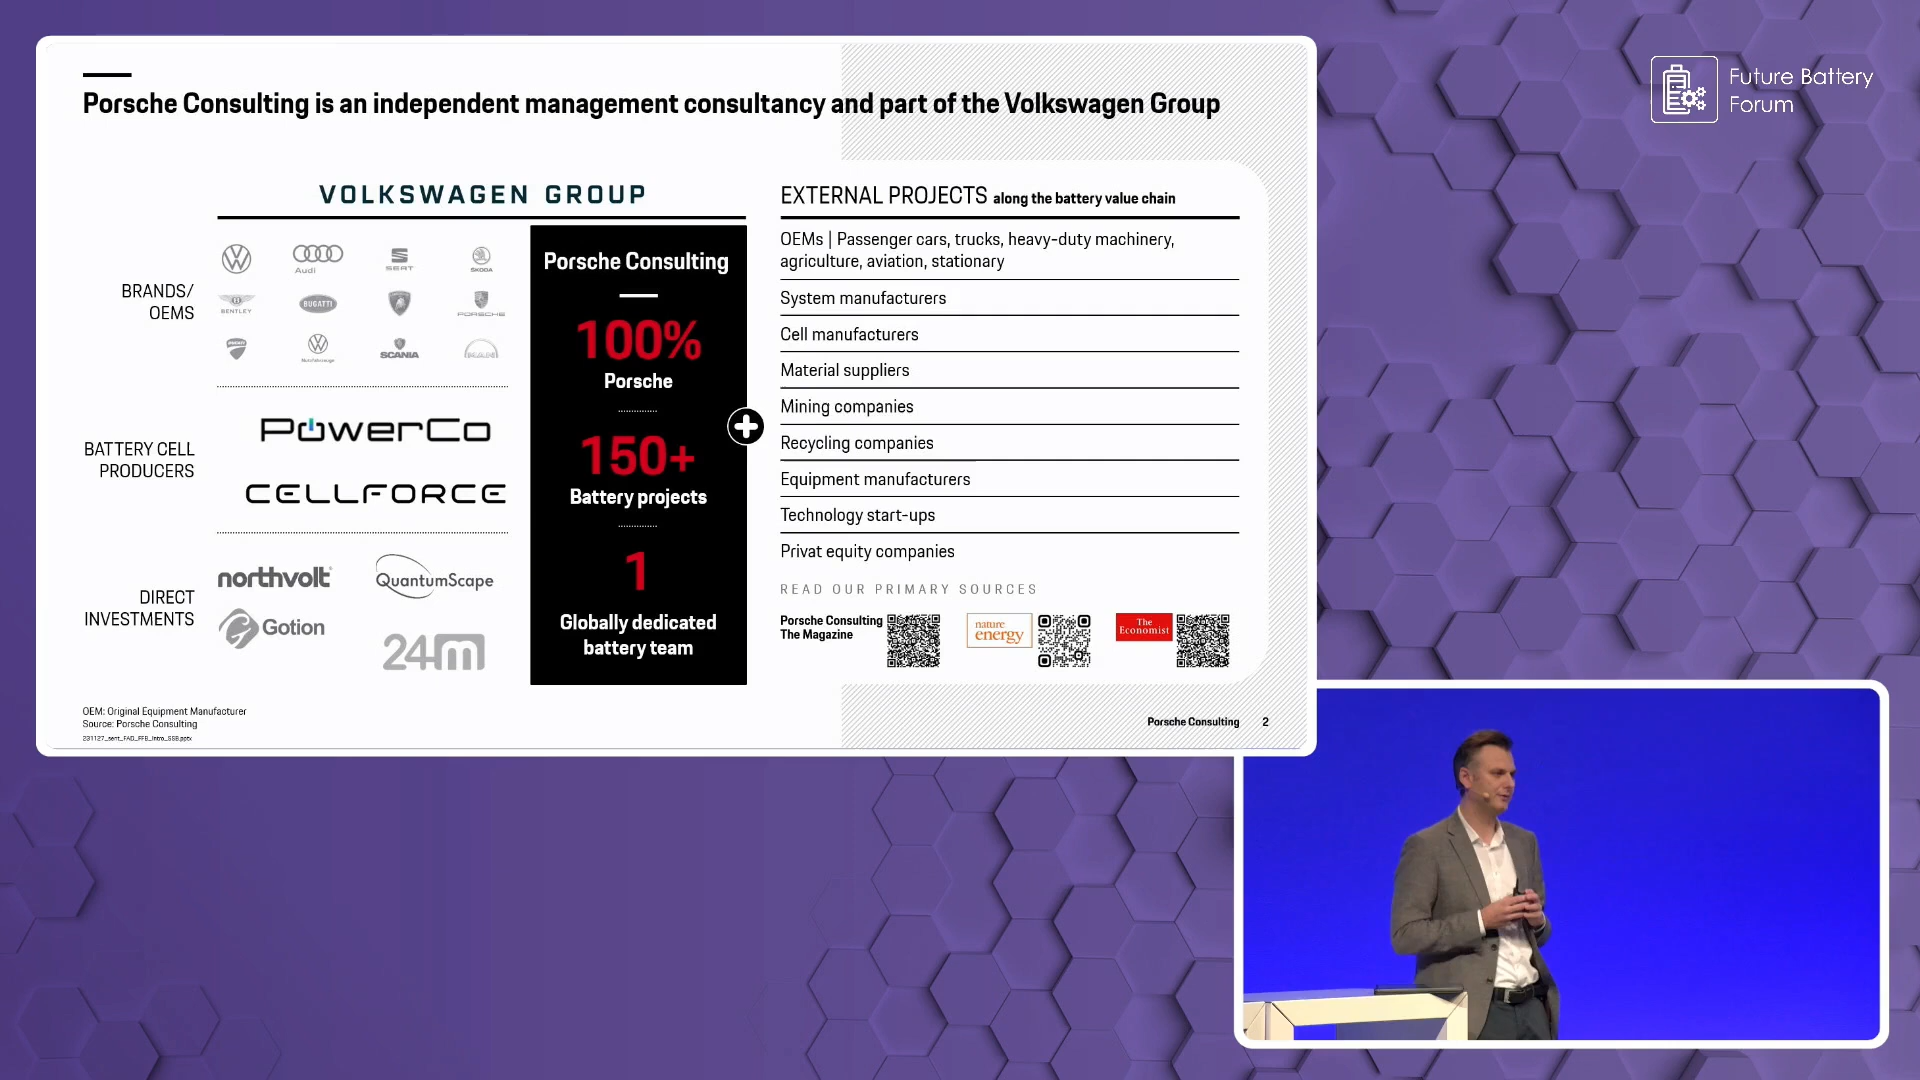 Porsche Consulting is an independent management consultancy and part of the Volkswagen Group
VOLKSWAGEN GROUP
BRANDS/
OEMS
Audi
SEAT
SKODA
BENTLEY
BUGATTI
PORSCHE
DUCATI
Nutzfahrzeuge
SCANIA
MAN
BATTERY CELL
PRODUCERS
PowerCo
CELLFORCE
DIRECT
INVESTMENTS
northvolt
QuantumScape
Gotion
24m
Porsche Consulting
100%
Porsche
150+
Battery projects
1
Globally dedicated
battery team
EXTERNAL PROJECTS along the battery value chain
OEMs | Passenger cars, trucks, heavy-duty machinery,
agriculture, aviation, stationary
System manufacturers
Cell manufacturers
Material suppliers
Mining companies
Recycling companies
Equipment manufacturers
Technology start-ups
Privat equity companies
READ OUR PRIMARY SOURCES
Porsche Consulting
The Magazine
nature
energy
The
Economist
OEM: Original Equipment Manufacturer
Source: Porsche Consulting
231127_sent_FAD_FFB_Intro_SSB.pptx
Porsche Consulting 2
Future Battery
Forum